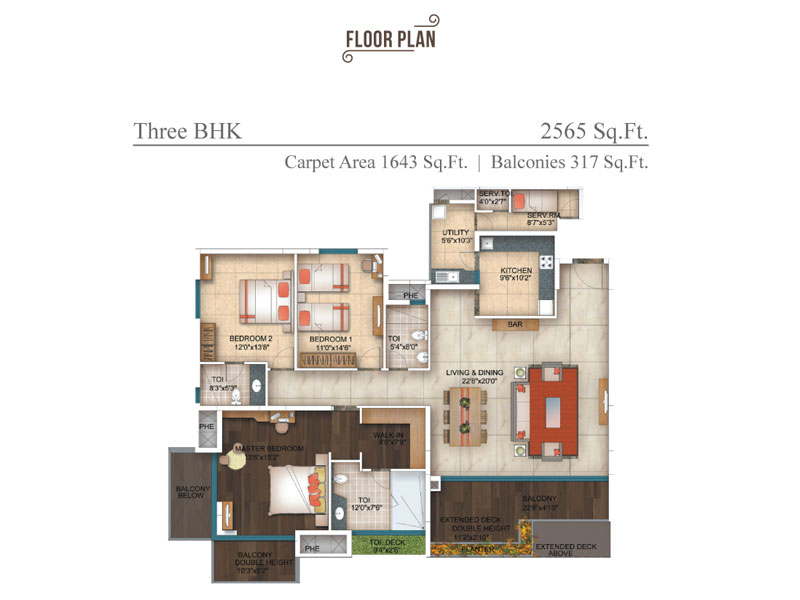 FLOOR PLAN
Three BHK
2565 Sq.Ft.
Carpet Area 1643 Sq.Ft. | Balconies 317 Sq.Ft.
SERV.TOI
4'0"x2'7"
SERV.RM.
8'7"x5'3"
UTILITY
5'6"x10'3"
KITCHEN
9'6"x10'2"
PHE
BAR
BEDROOM 2
12'0"x13'8"
BEDROOM 1
11'0"x14'6"
TOI
5'4"x8'0"
LIVING & DINING
22'8"x20'0"
TOI
8'3"x5'3"
PHE
WALK-IN
MASTER BEDROOM
13'6"x15'2"
BALCONY
BELOW
TOI
12'0"x7'6"
BALCONY
22'8"x4'10"
EXTENDED DECK
DOUBLE HEIGHT
11'2"x2'10"
PHE
TOI.DECK
9'4"x2'6"
PLANTER
EXTENDED DECK
ABOVE
BALCONY
DOUBLE HEIGHT
10'3"x5'2"